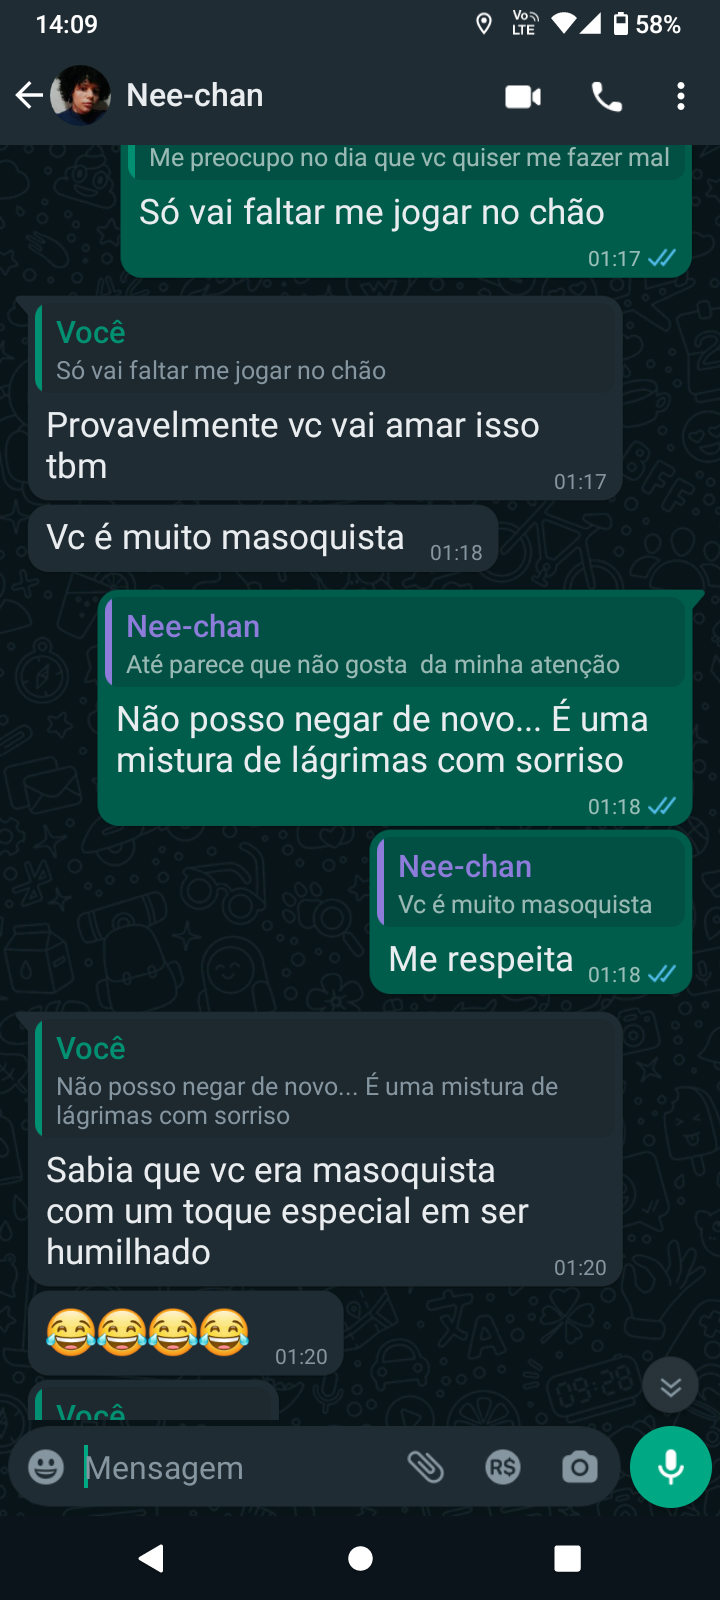 14:09
Vo
LTE
58%
Nee-chan
Me preocupo no dia que vc quiser me fazer mal
Só vai faltar me jogar no chão
01:17
Você
Só vai faltar me jogar no chão
Provavelmente vc vai amar isso
tbm
01:17
Vc é muito masoquista
01:18
Nee-chan
Até parece que não gosta  da minha atenção
Não posso negar de novo... É uma
mistura de lágrimas com sorriso
01:18
Nee-chan
Vc é muito masoquista
Me respeita
01:18
Você
Não posso negar de novo... É uma mistura de
lágrimas com sorriso
Sabia que vc era masoquista
com um toque especial em ser
humilhado
01:20
😂😂😂😂
01:20
Você
Mensagem
R$